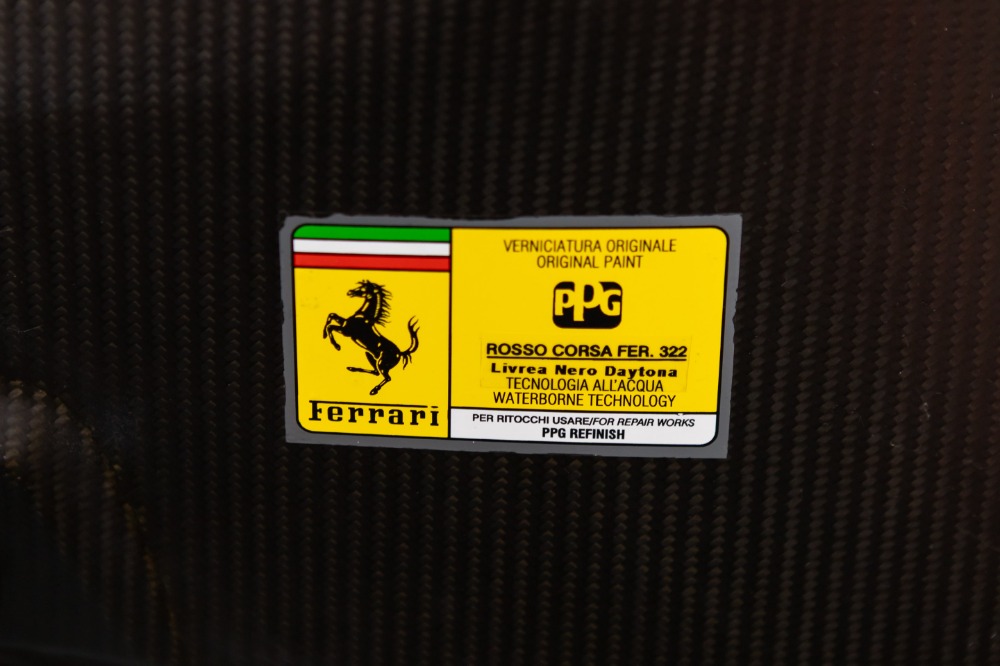 Ferrari
VERNICIATURA ORIGINALE
ORIGINAL PAINT
PPG
ROSSO CORSA FER. 322
Livrea Nero Daytona
TECNOLOGIA ALL'ACQUA
WATERBORNE TECHNOLOGY
PER RITOCCHI USARE/FOR REPAIR WORKS
PPG REFINISH